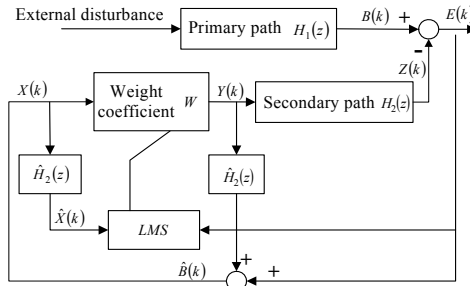 External disturbance
Primary path H₁(z)
B(k) + E(k)
-
Z(k)
X(k)
Weight
coefficient W
Y(k)
Secondary path H₂(z)
Ĥ₂(z)
Ĥ₂(z)
X̂(k)
LMS
B̂(k)
+
+